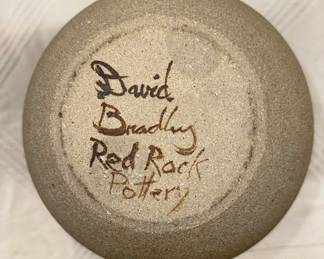 David
Bradley
Red Rock
Pottery